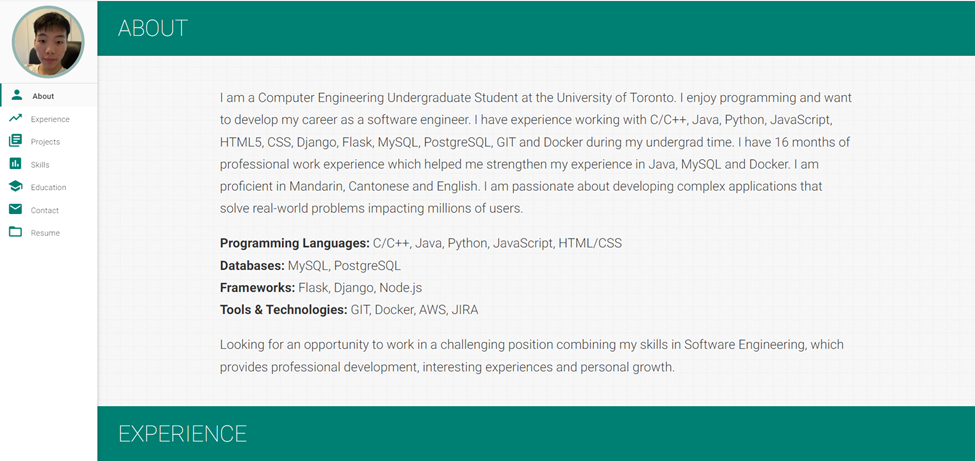 ABOUT
About
Experience
Projects
Skills
Education
Contact
Resume
I am a Computer Engineering Undergraduate Student at the University of Toronto. I enjoy programming and want
to develop my career as a software engineer. I have experience working with C/C++, Java, Python, JavaScript,
HTML5, CSS, Django, Flask, MySQL, PostgreSQL, GIT and Docker during my undergrad time. I have 16 months of
professional work experience which helped me strengthen my experience in Java, MySQL and Docker. I am
proficient in Mandarin, Cantonese and English. I am passionate about developing complex applications that
solve real-world problems impacting millions of users.
Programming Languages: C/C++, Java, Python, JavaScript, HTML/CSS
Databases: MySQL, PostgreSQL
Frameworks: Flask, Django, Node.js
Tools & Technologies: GIT, Docker, AWS, JIRA
Looking for an opportunity to work in a challenging position combining my skills in Software Engineering, which
provides professional development, interesting experiences and personal growth.
EXPERIENCE